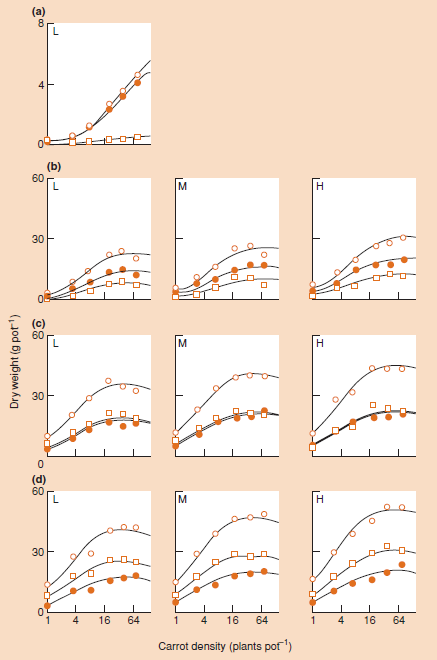 (a)
8
L
4
0
(b)
60
L
M
H
30
0
(c)
60
L
M
H
30
0
(d)
60
L
M
H
30
0
1 4 16 64 1 4 16 64 1 4 16 64
Dry weight (g pot⁻¹)
Carrot density (plants pot⁻¹)